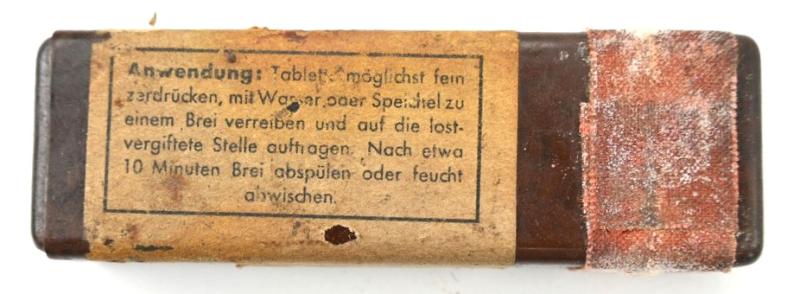 Anwendung: Tablette möglichst fein
zerdrücken, mit Wasser oder Speichel zu
einem Brei verreiben und auf die lost-
vergiftete Stelle auftragen. Nach etwa
10 Minuten Brei abspülen oder feucht
abwischen.